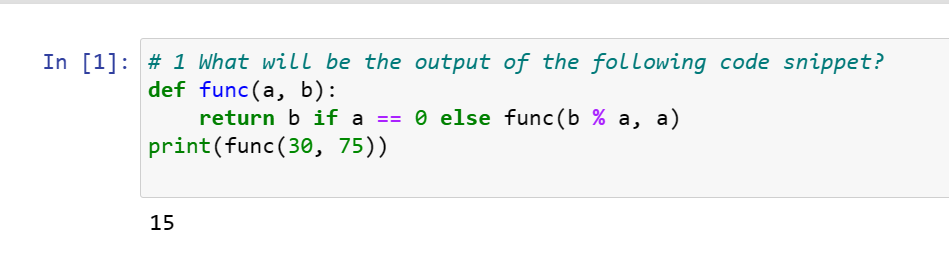 In [1]: # 1 What will be the output of the following code snippet?
def func(a, b):
    return b if a == 0 else func(b % a, a)
print(func(30, 75))
15